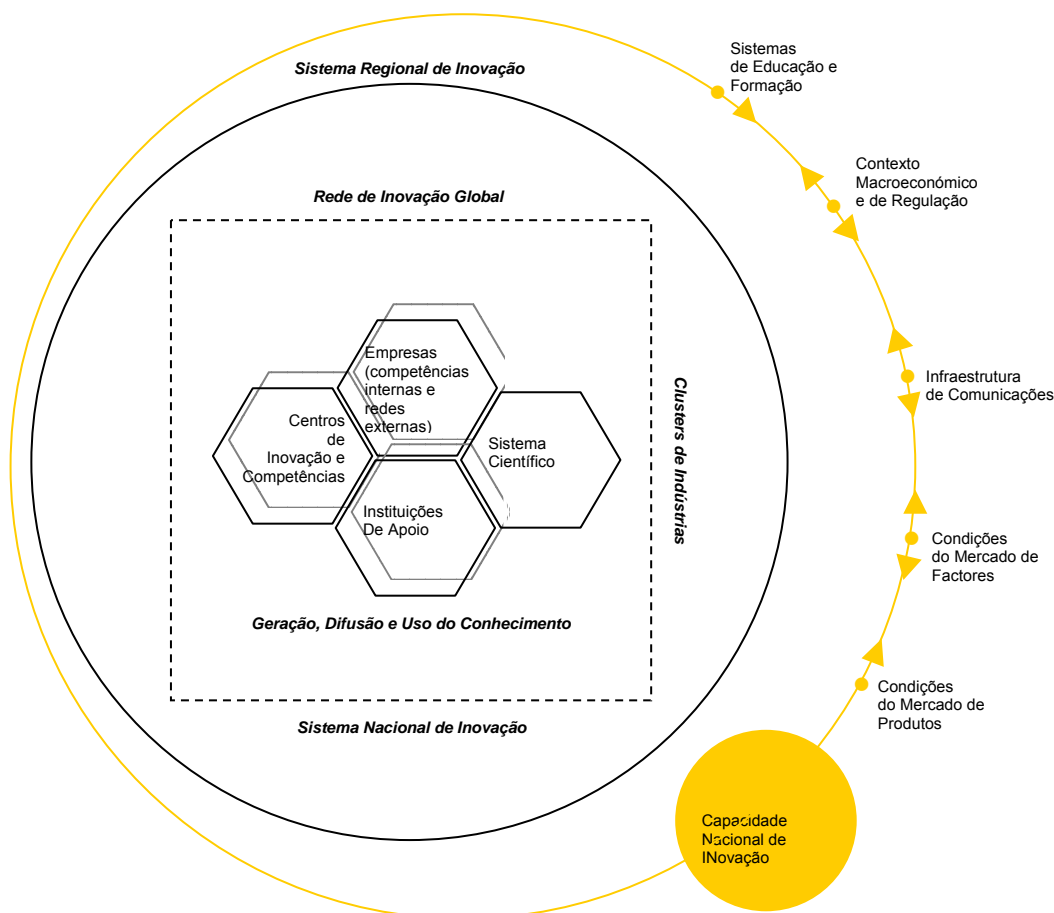 Sistema Regional de Inovação
Sistemas
de Educação e
Formação
Contexto
Macroeconómico
e de Regulação
Rede de Inovação Global
Empresas
(competências
internas e
redes
externas)
Centros
de
Inovação e
Competências
Sistema
Científico
Instituições
De Apoio
Clusters de Indústrias
Infraestrutura
de Comunicações
Condições
do Mercado de
Factores
Geração, Difusão e Uso do Conhecimento
Sistema Nacional de Inovação
Condições
do Mercado de
Produtos
Capacidade
Nacional de
INovação